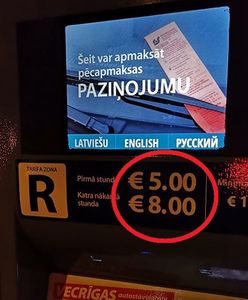 Šeit var apmaksāt
pēcapmaksas
PAZIŅOJUMU
LATVIEŠU ENGLISH РУССКИЙ
TARIFA ZONA
R
Pirmā stunda € 5.00
Katra nākamā
stunda € 8.00
VECRĪGAS